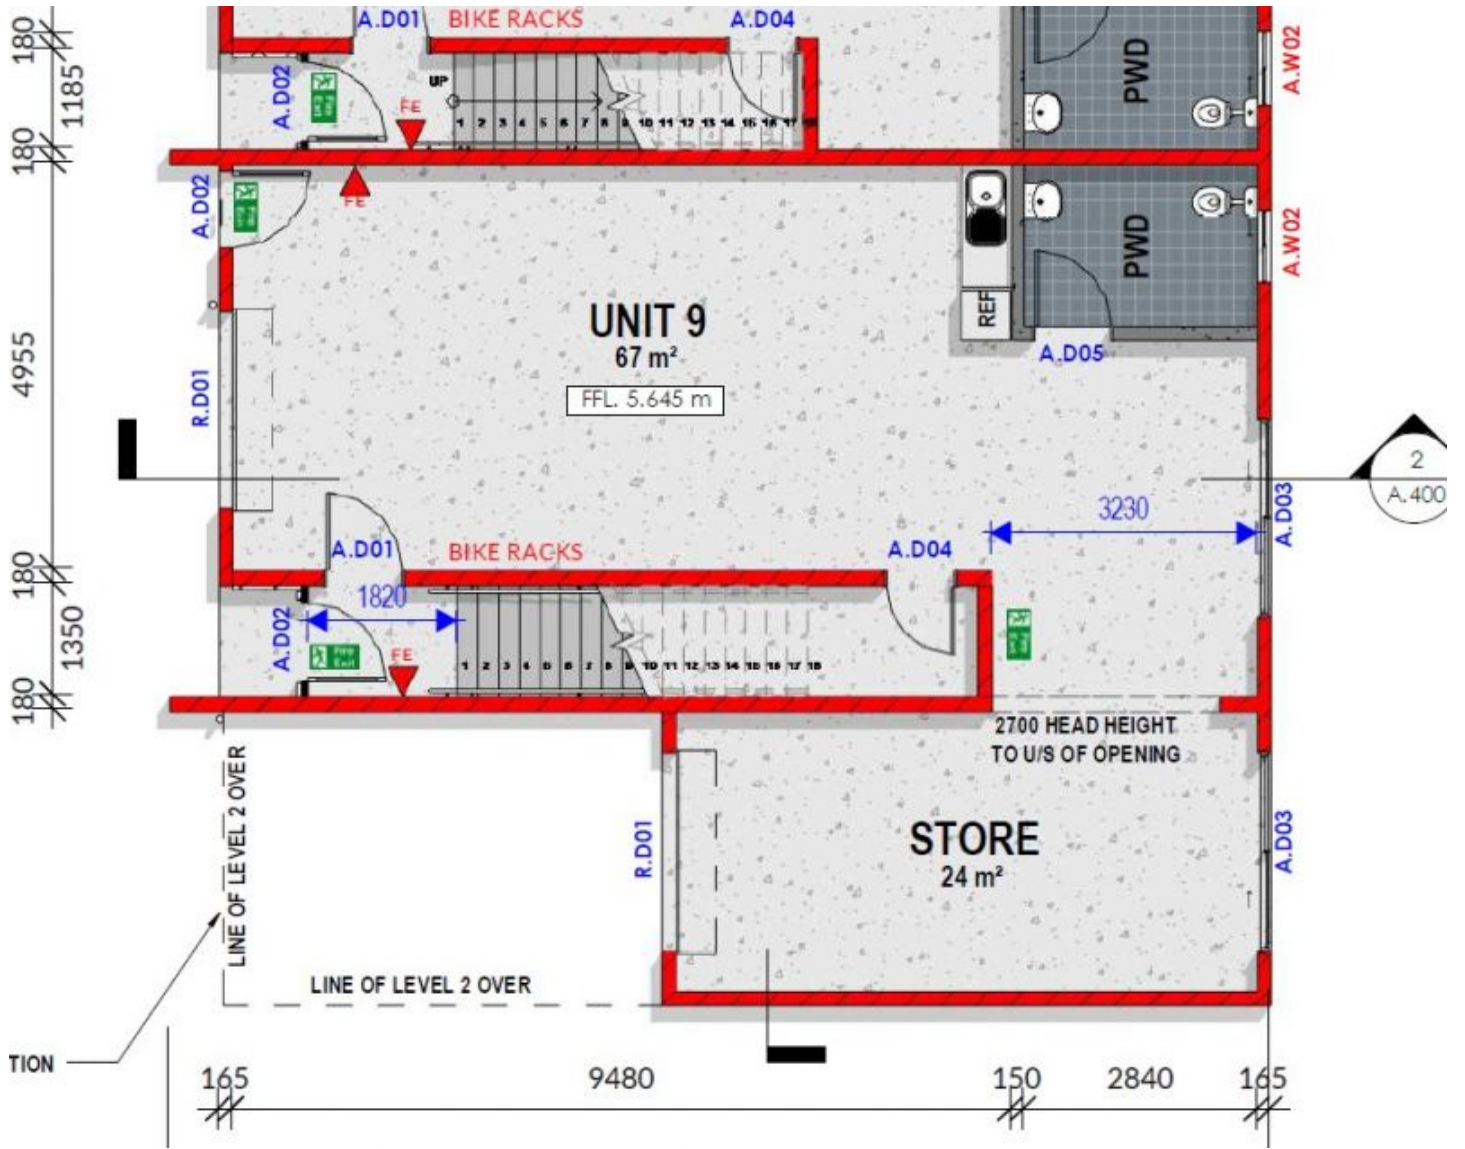 A.D01
BIKE RACKS
A.D04
180
1185
180
A.D02
Fire
Exit
UP
FE
1 2 3 4 5 6 7 8 9 10 11 12 13 14 15 16 17 18
PWD
A.W02
A.D02
FE
PWD
A.W02
REF
UNIT 9
67 m²
FFL. 5.645 m
A.D05
4955
R.D01
2
A.400
3230
A.D03
A.D01
BIKE RACKS
A.D04
180
1350
180
A.D02
1820
FE
1 2 3 4 5 6 7 8 9 10 11 12 13 14 15 16 17 18
2700 HEAD HEIGHT
TO U/S OF OPENING
LINE OF LEVEL 2 OVER
R.D01
STORE
24 m²
A.D03
LINE OF LEVEL 2 OVER
TION
165
9480
150
2840
165